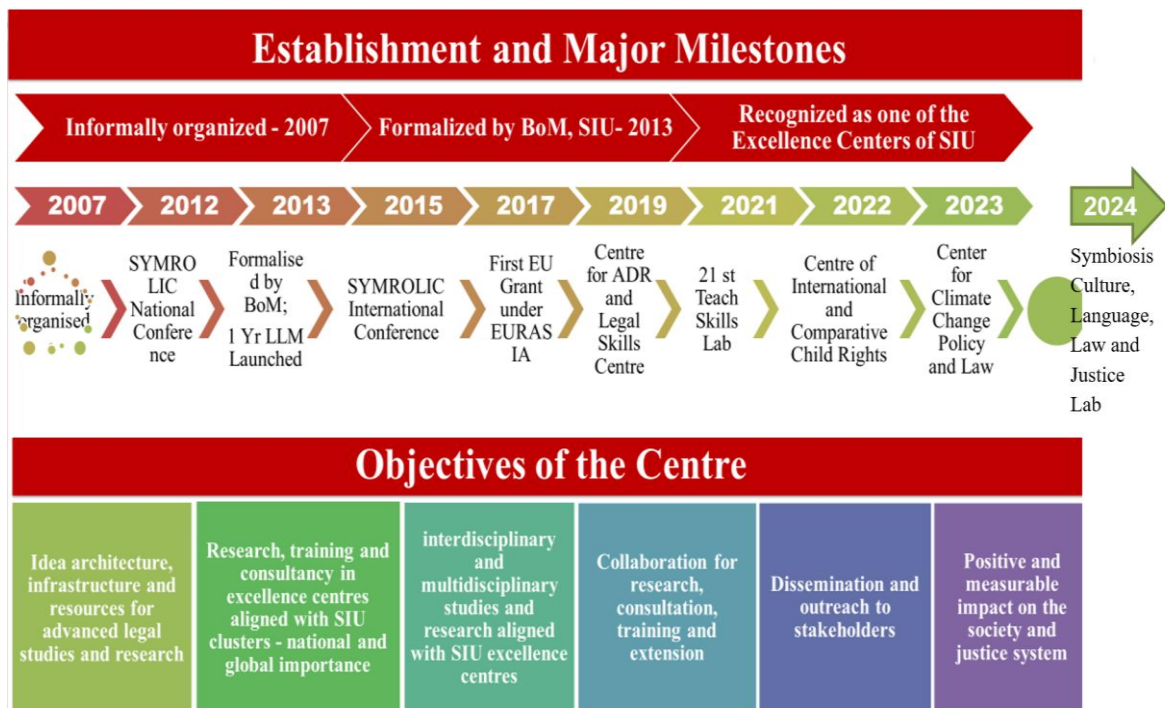 Establishment and Major Milestones
Informally organized - 2007
Formalized by BoM, SIU- 2013
Recognized as one of the
Excellence Centers of SIU
2007
2012
2013
2015
2017
2019
2021
2022
2023
2024
Informally
organised
SYMRO
LIC
National
Confere
nce
Formalise
d by
BoM;
1 Yr LLM
Launched
SYMROLIC
International
Conference
First EU
Grant
under
EURAS
IA
Centre
for ADR
and
Legal
Skills
Centre
21 st
Teach
Skills
Lab
Centre of
International
and
Comparative
Child Rights
Center
for
Climate
Change
Policy
and Law
Symbiosis
Culture,
Language,
Law and
Justice
Lab
Objectives of the Centre
Idea architecture,
infrastructure and
resources for
advanced legal
studies and research
Research, training and
consultancy in
excellence centres
aligned with SIU
clusters - national and
global importance
interdisciplinary
and
multidisciplinary
studies and
research aligned
with SIU excellence
centres
Collaboration for
research,
consultation,
training and
extension
Dissemination and
outreach to
stakeholders
Positive and
measurable
impact on the
society and
justice system